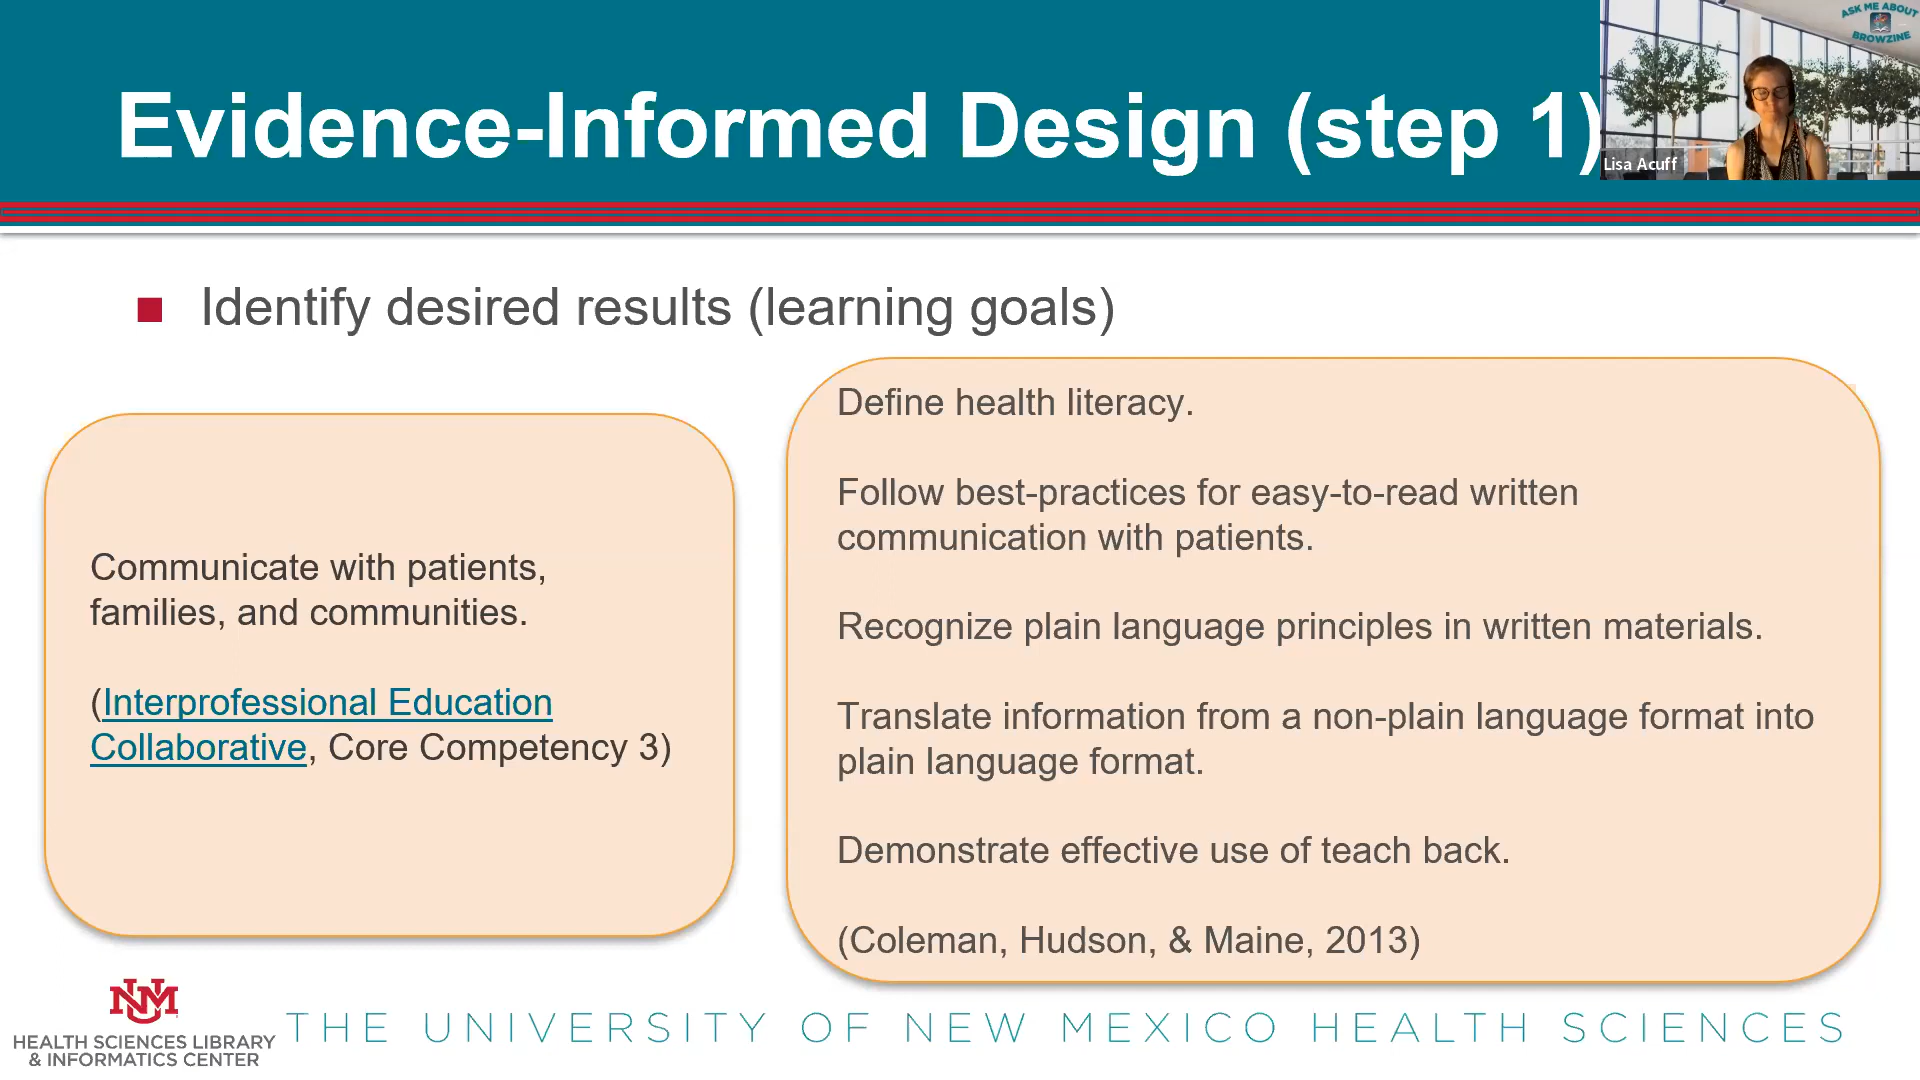 Evidence-Informed Design (step 1)
ASK ME ABOUT
BROWZINE
Lisa Acuff
Identify desired results (learning goals)
Communicate with patients,
families, and communities.
(Interprofessional Education
Collaborative, Core Competency 3)
Define health literacy.
Follow best-practices for easy-to-read written
communication with patients.
Recognize plain language principles in written materials.
Translate information from a non-plain language format into
plain language format.
Demonstrate effective use of teach back.
(Coleman, Hudson, & Maine, 2013)
UNM
HEALTH SCIENCES LIBRARY
& INFORMATICS CENTER
THE UNIVERSITY OF NEW MEXICO HEALTH SCIENCES